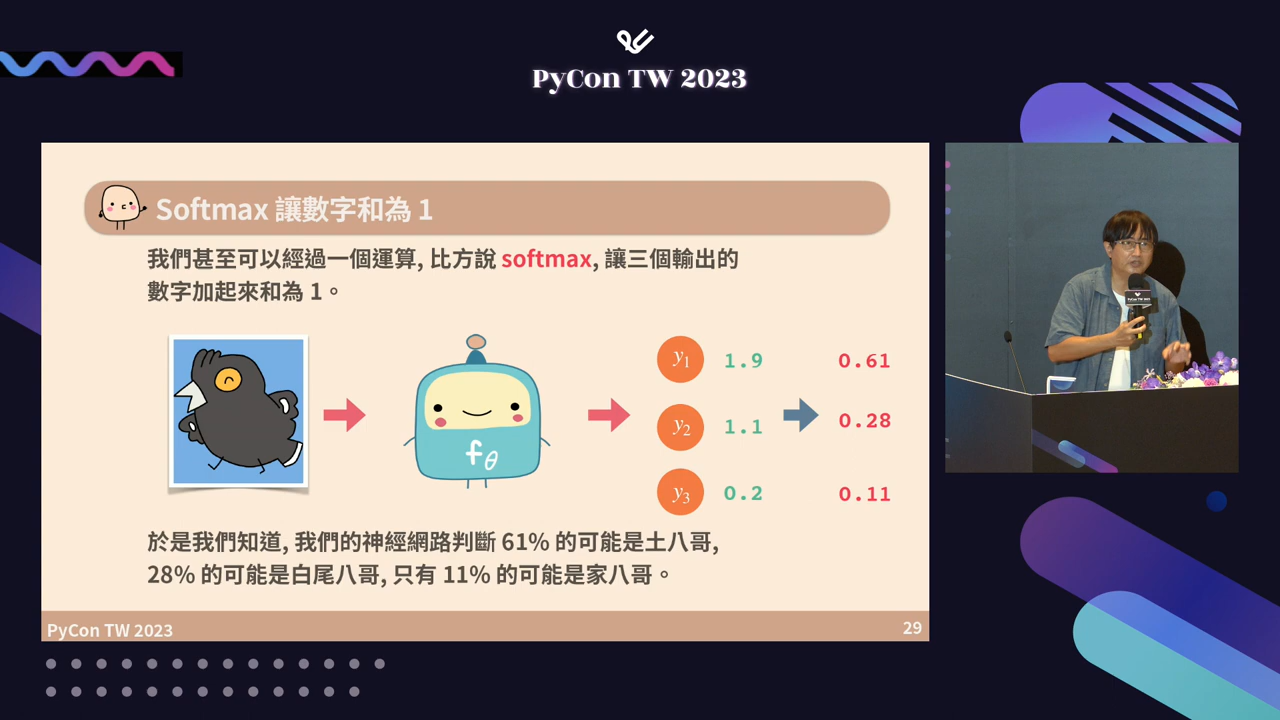 PyCon TW 2023
Softmax 讓數字和為 1
我們甚至可以經過一個運算, 比方說 softmax, 讓三個輸出的
數字加起來和為 1。
y1 1.9 0.61
y2 1.1 0.28
fθ
y3 0.2 0.11
於是我們知道, 我們的神經網路判斷 61% 的可能是土八哥,
28% 的可能是白尾八哥, 只有 11% 的可能是家八哥。
PyCon TW 2023
29